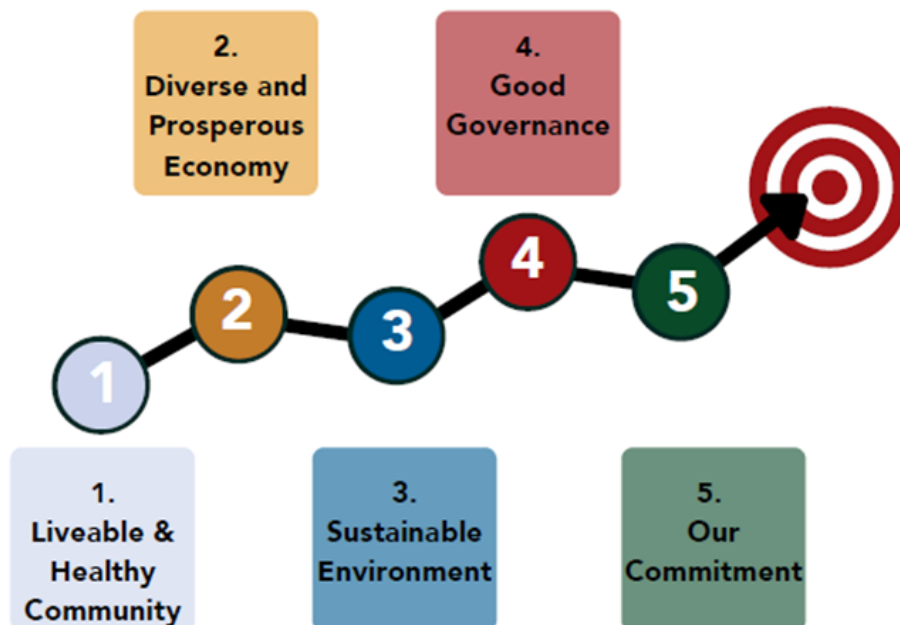 2.
Diverse and
Prosperous
Economy
4.
Good
Governance
1
2
3
4
5
1.
Liveable &
Healthy
Community
3.
Sustainable
Environment
5.
Our
Commitment